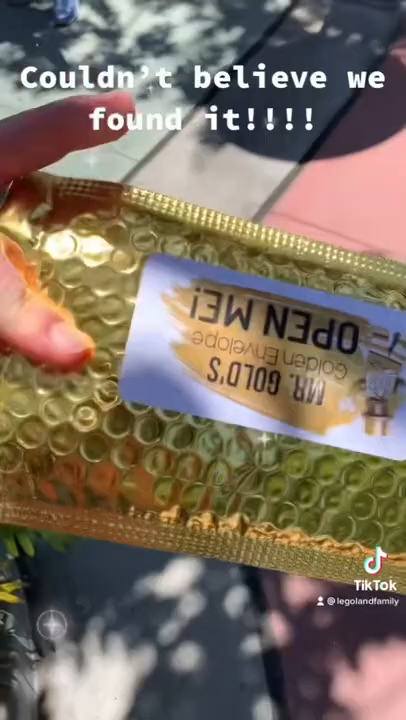 Couldn't believe we
found it!!!!
MR. GOLD'S
Golden Envelope
OPEN ME!
TikTok
@legolandfamily